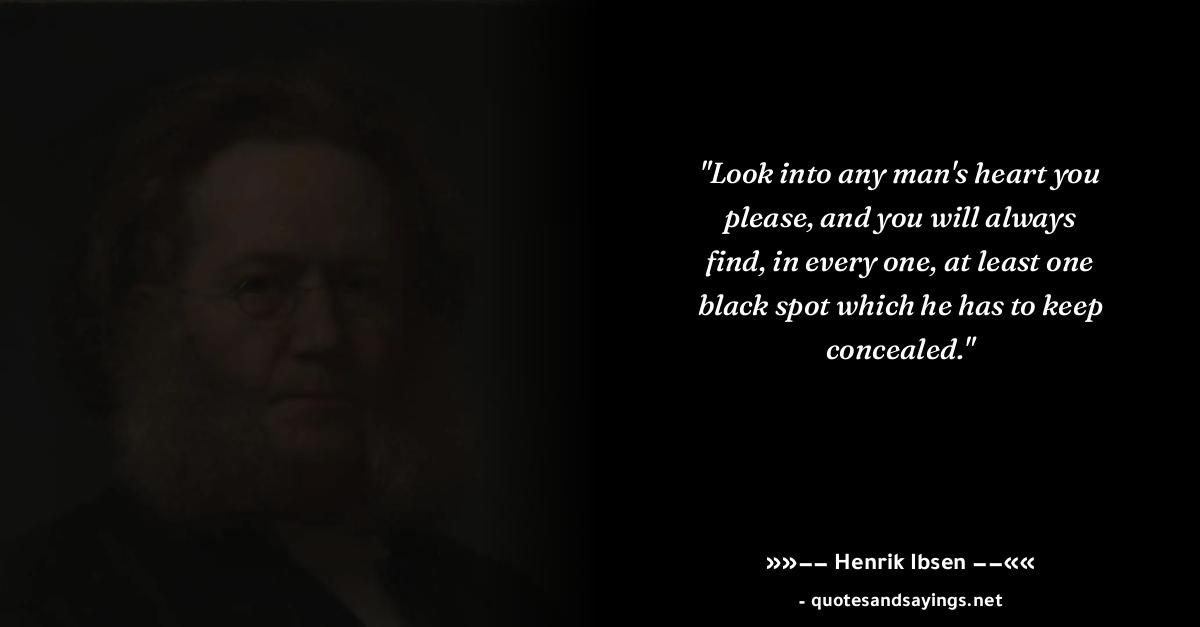 "Look into any man's heart you
please, and you will always
find, in every one, at least one
black spot which he has to keep
concealed."
»»–– Henrik Ibsen ––««
- quotesandsayings.net